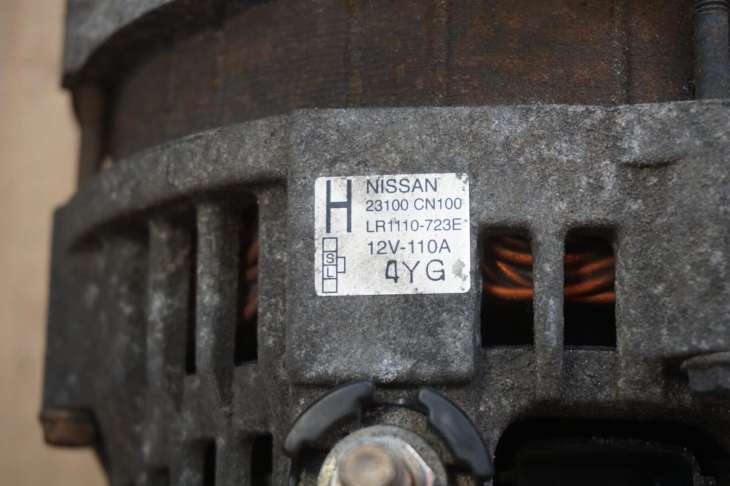 H
NISSAN
23100 CN100
LR1110-723E
12V-110A
S
L
4YG